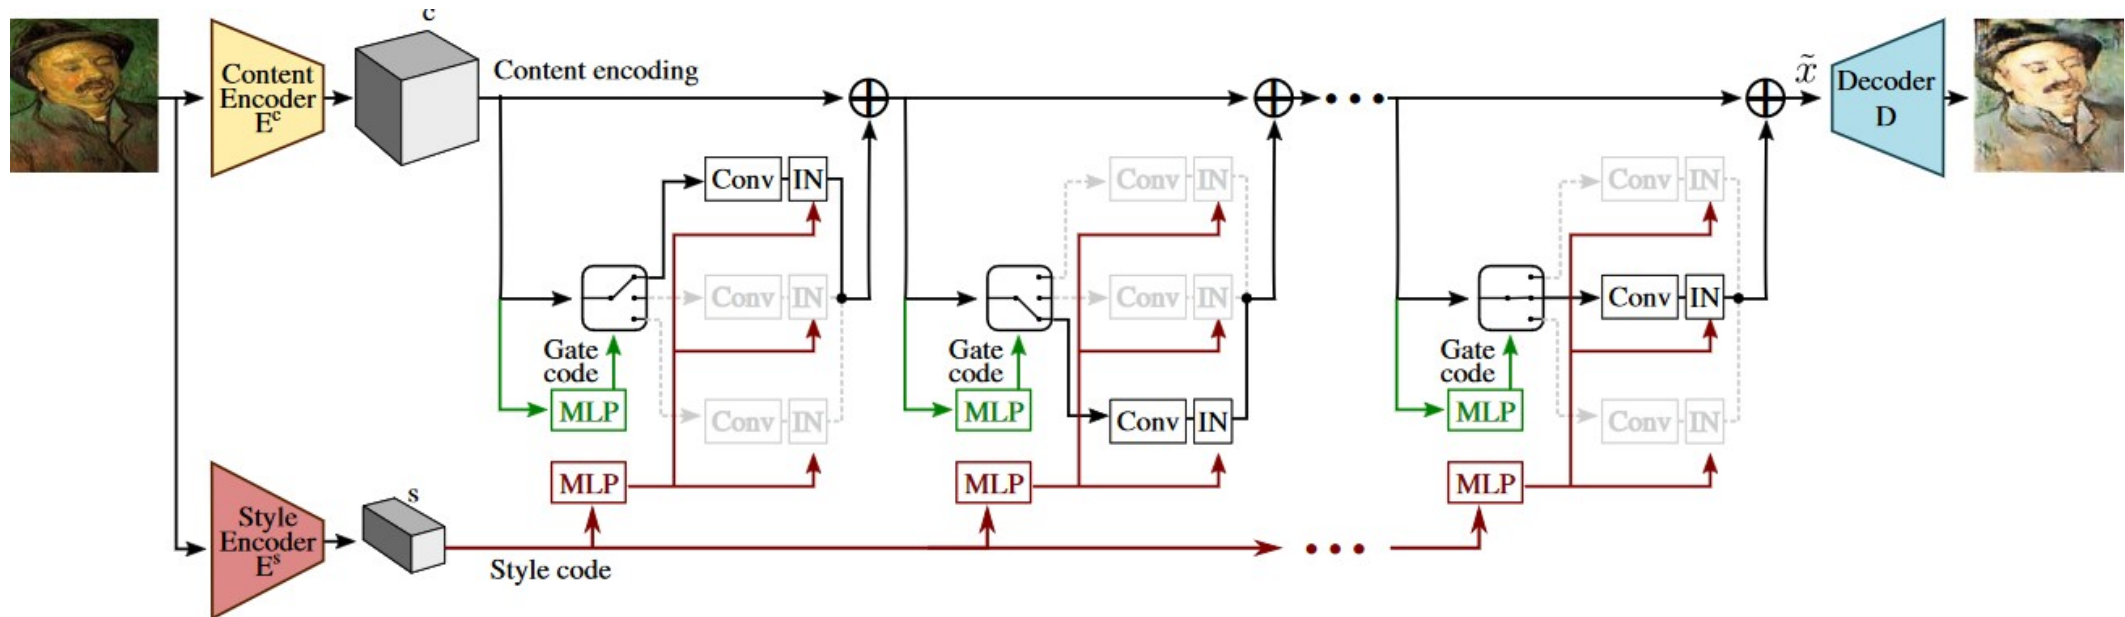 c
Content
Encoder
E^c
Content encoding
x̃
Decoder
D
Conv IN
Conv IN
Conv IN
Conv IN
Conv IN
Conv IN
Gate
code
Gate
code
Gate
code
MLP
MLP
MLP
Conv IN
Conv IN
Conv IN
MLP
MLP
MLP
s
Style
Encoder
E^s
Style code